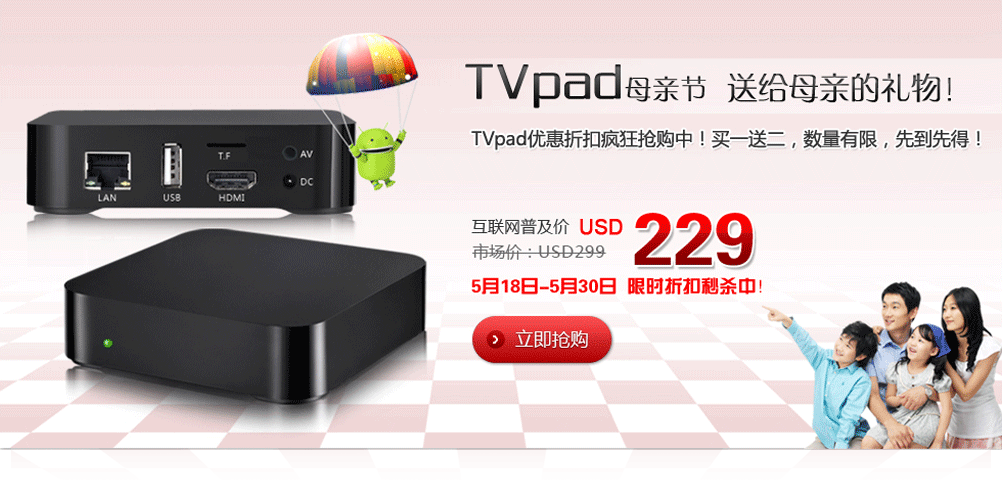 TVpad母亲节 送给母亲的礼物!
TVpad优惠折扣疯狂抢购中！买一送二，数量有限，先到先得！
T.F
AV
DC
LAN
USB
HDMI
互联网普及价 USD 229
市场价：USD299
5月18日-5月30日 限时折扣秒杀中!
立即抢购